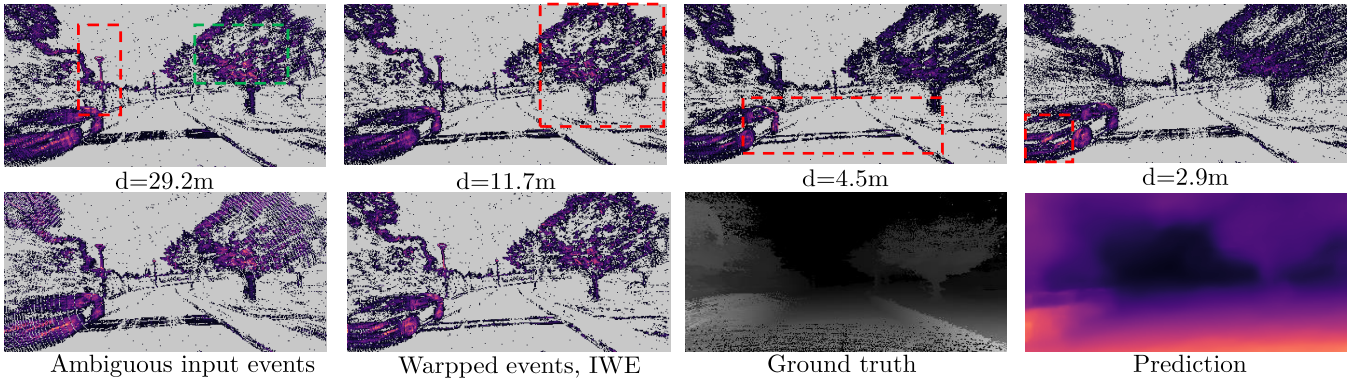 d=29.2m
d=11.7m
d=4.5m
d=2.9m
Ambiguous input events
Warpped events, IWE
Ground truth
Prediction